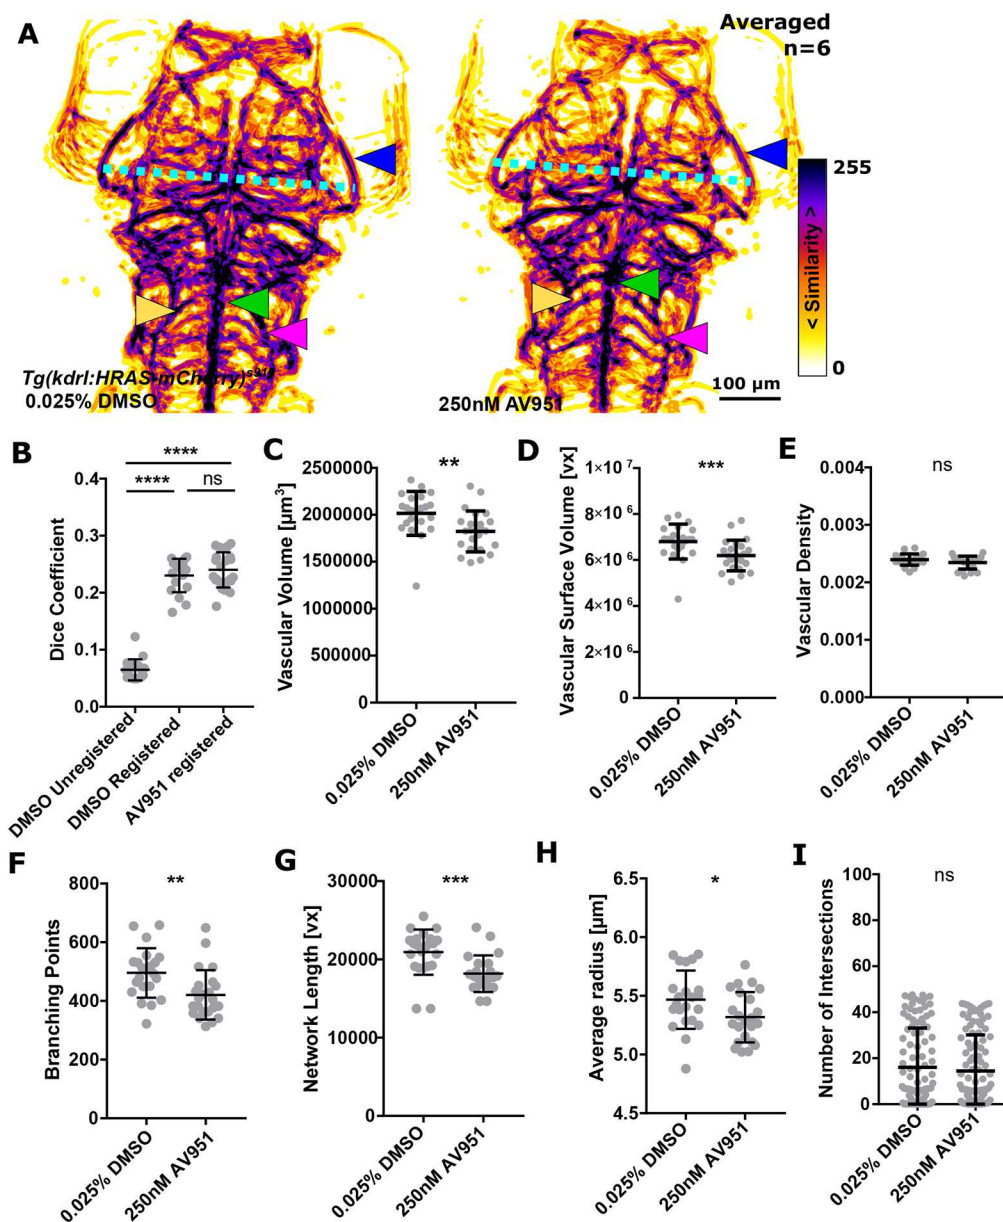 A
Averaged
n=6
255
< Similarity >
0
100 µm
Tg(kdrl:HRAS-mCherry)
0.025% DMSO
250nM AV951
B
Dice Coefficient
0.4
0.3
0.2
0.1
0.0
****
****
ns
DMSO Unregistered
DMSO Registered
AV951 registered
C
Vascular Volume [µm³]
2500000
2000000
1500000
1000000
500000
0
**
0.025% DMSO
250nM AV951
D
Vascular Surface Volume [vx]
1×10 7
8×10 6
6×10 6
4×10 6
2×10 6
0
***
0.025% DMSO
250nM AV951
E
Vascular Density
0.004
0.003
0.002
0.001
0.000
ns
0.025% DMSO
250nM AV951
F
Branching Points
800
600
400
200
0
**
0.025% DMSO
250nM AV951
G
Network Length [vx]
30000
20000
10000
0
***
0.025% DMSO
250nM AV951
H
Average radius [µm]
6.5
6.0
5.5
5.0
4.5
*
0.025% DMSO
250nM AV951
I
Number of Intersections
100
80
60
40
20
0
ns
0.025% DMSO
250nM AV951